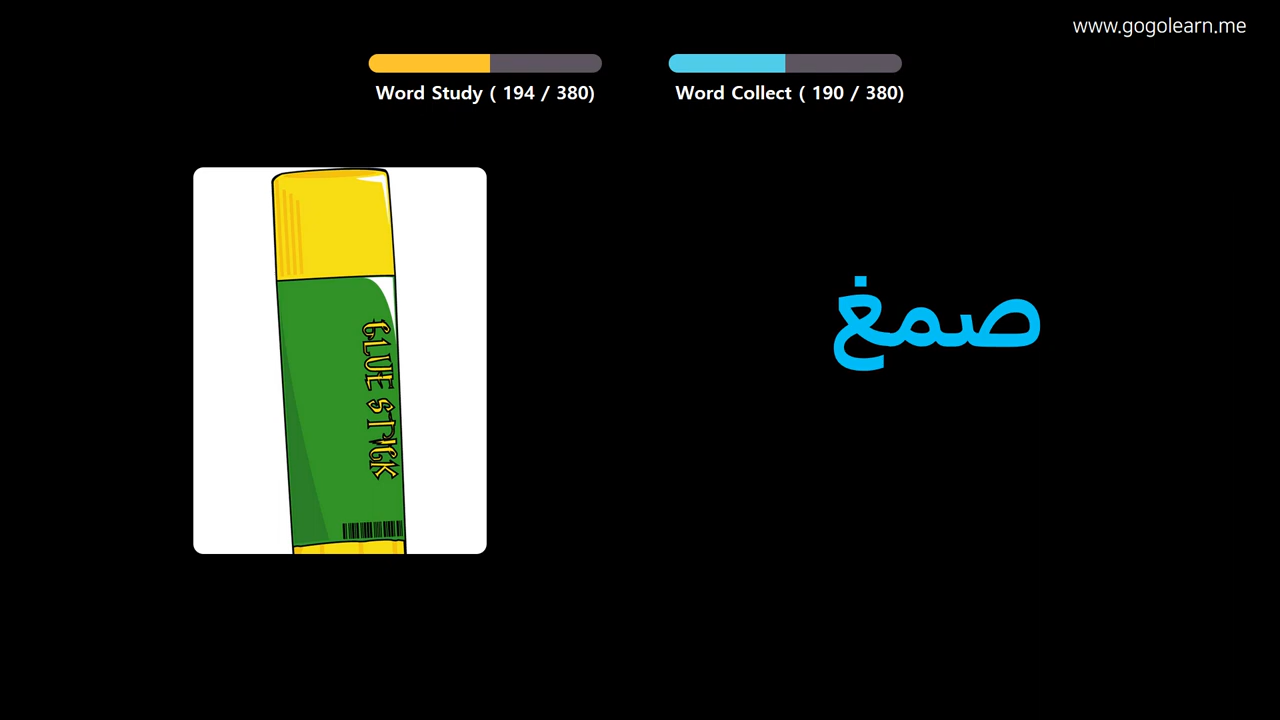 www.gogolearn.me
Word Study ( 194 / 380)
Word Collect ( 190 / 380)
صمغ
GLUE STICK